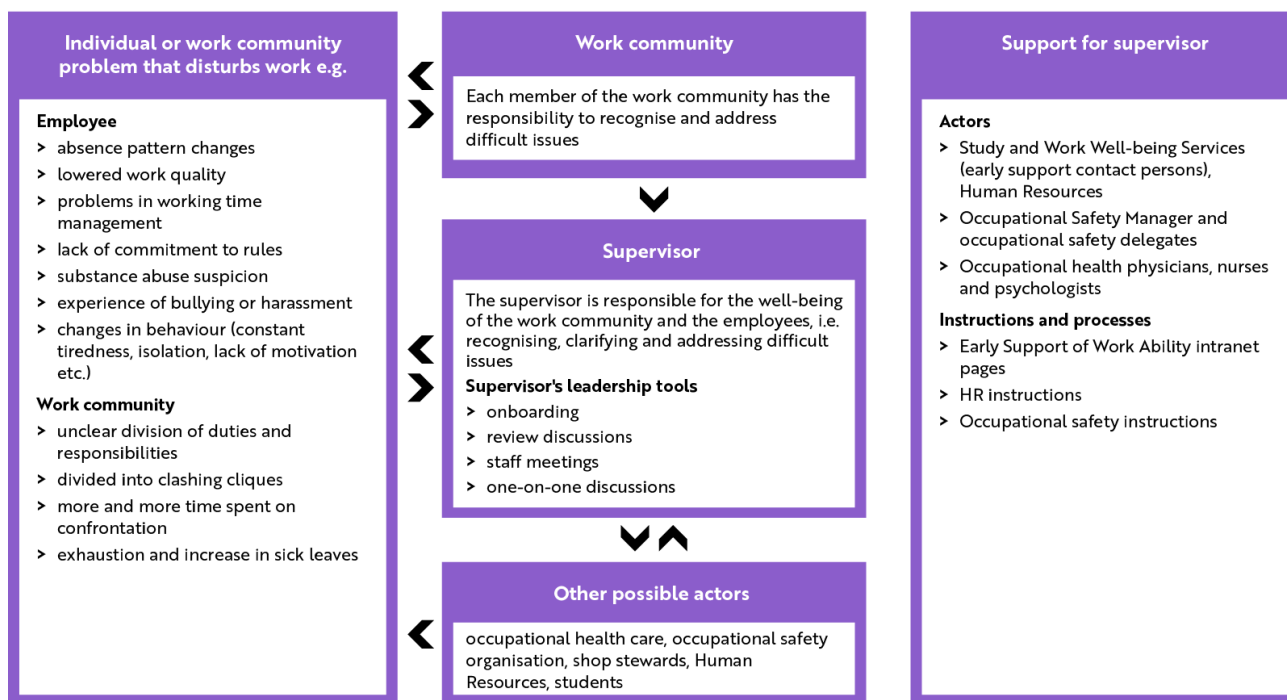 Individual or work community
problem that disturbs work e.g.
Employee
> absence pattern changes
> lowered work quality
> problems in working time
management
> lack of commitment to rules
> substance abuse suspicion
> experience of bullying or harassment
> changes in behaviour (constant
tiredness, isolation, lack of motivation
etc.)
Work community
> unclear division of duties and
responsibilities
> divided into clashing cliques
> more and more time spent on
confrontation
> exhaustion and increase in sick leaves
Work community
Each member of the work community has the
responsibility to recognise and address
difficult issues
Supervisor
The supervisor is responsible for the well-being
of the work community and the employees, i.e.
recognising, clarifying and addressing difficult
issues
Supervisor's leadership tools
> onboarding
> review discussions
> staff meetings
> one-on-one discussions
Other possible actors
occupational health care, occupational safety
organisation, shop stewards, Human
Resources, students
Support for supervisor
Actors
> Study and Work Well-being Services
(early support contact persons),
Human Resources
> Occupational Safety Manager and
occupational safety delegates
> Occupational health physicians, nurses
and psychologists
Instructions and processes
> Early Support of Work Ability intranet
pages
> HR instructions
> Occupational safety instructions